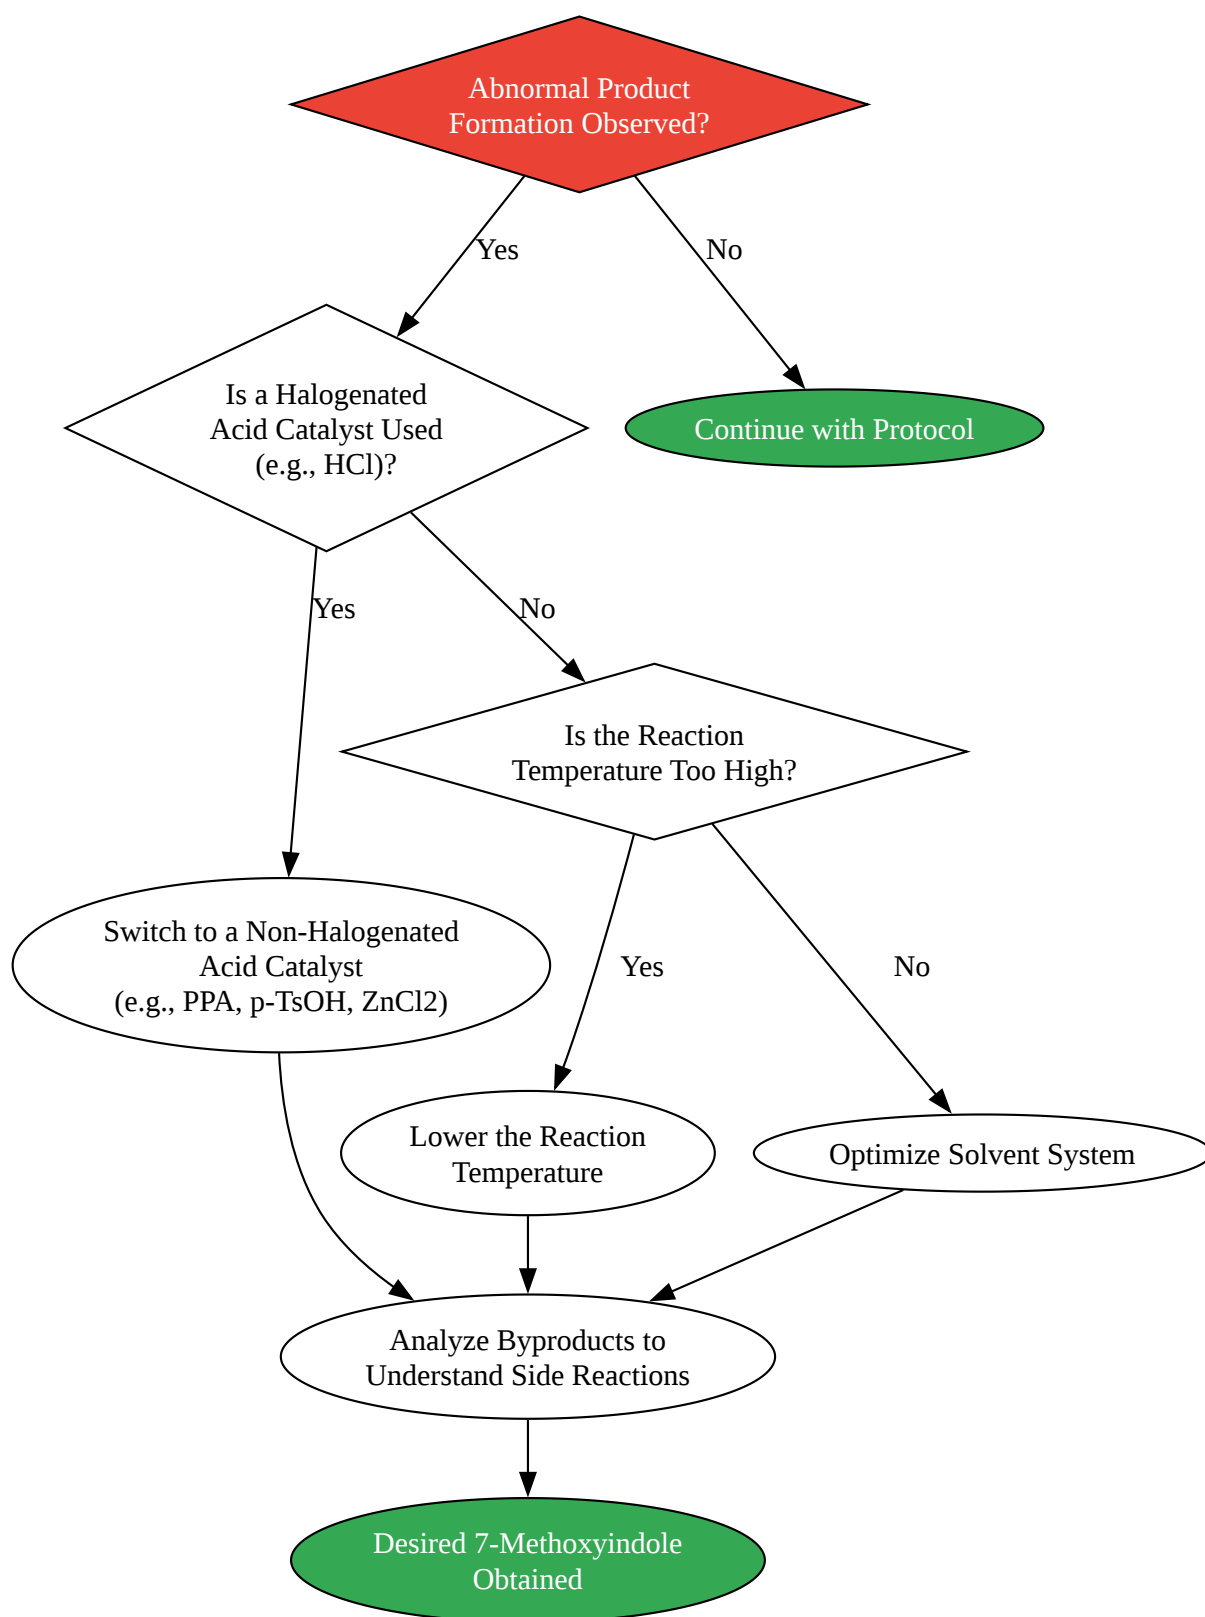 Abnormal Product
Formation Observed?
Yes
No
Is a Halogenated
Acid Catalyst Used
(e.g., HCl)?
Continue with Protocol
Yes
No
Is the Reaction
Temperature Too High?
Switch to a Non-Halogenated
Acid Catalyst
(e.g., PPA, p-TsOH, ZnCl2)
Yes
No
Lower the Reaction
Temperature
Optimize Solvent System
Analyze Byproducts to
Understand Side Reactions
Desired 7-Methoxyindole
Obtained